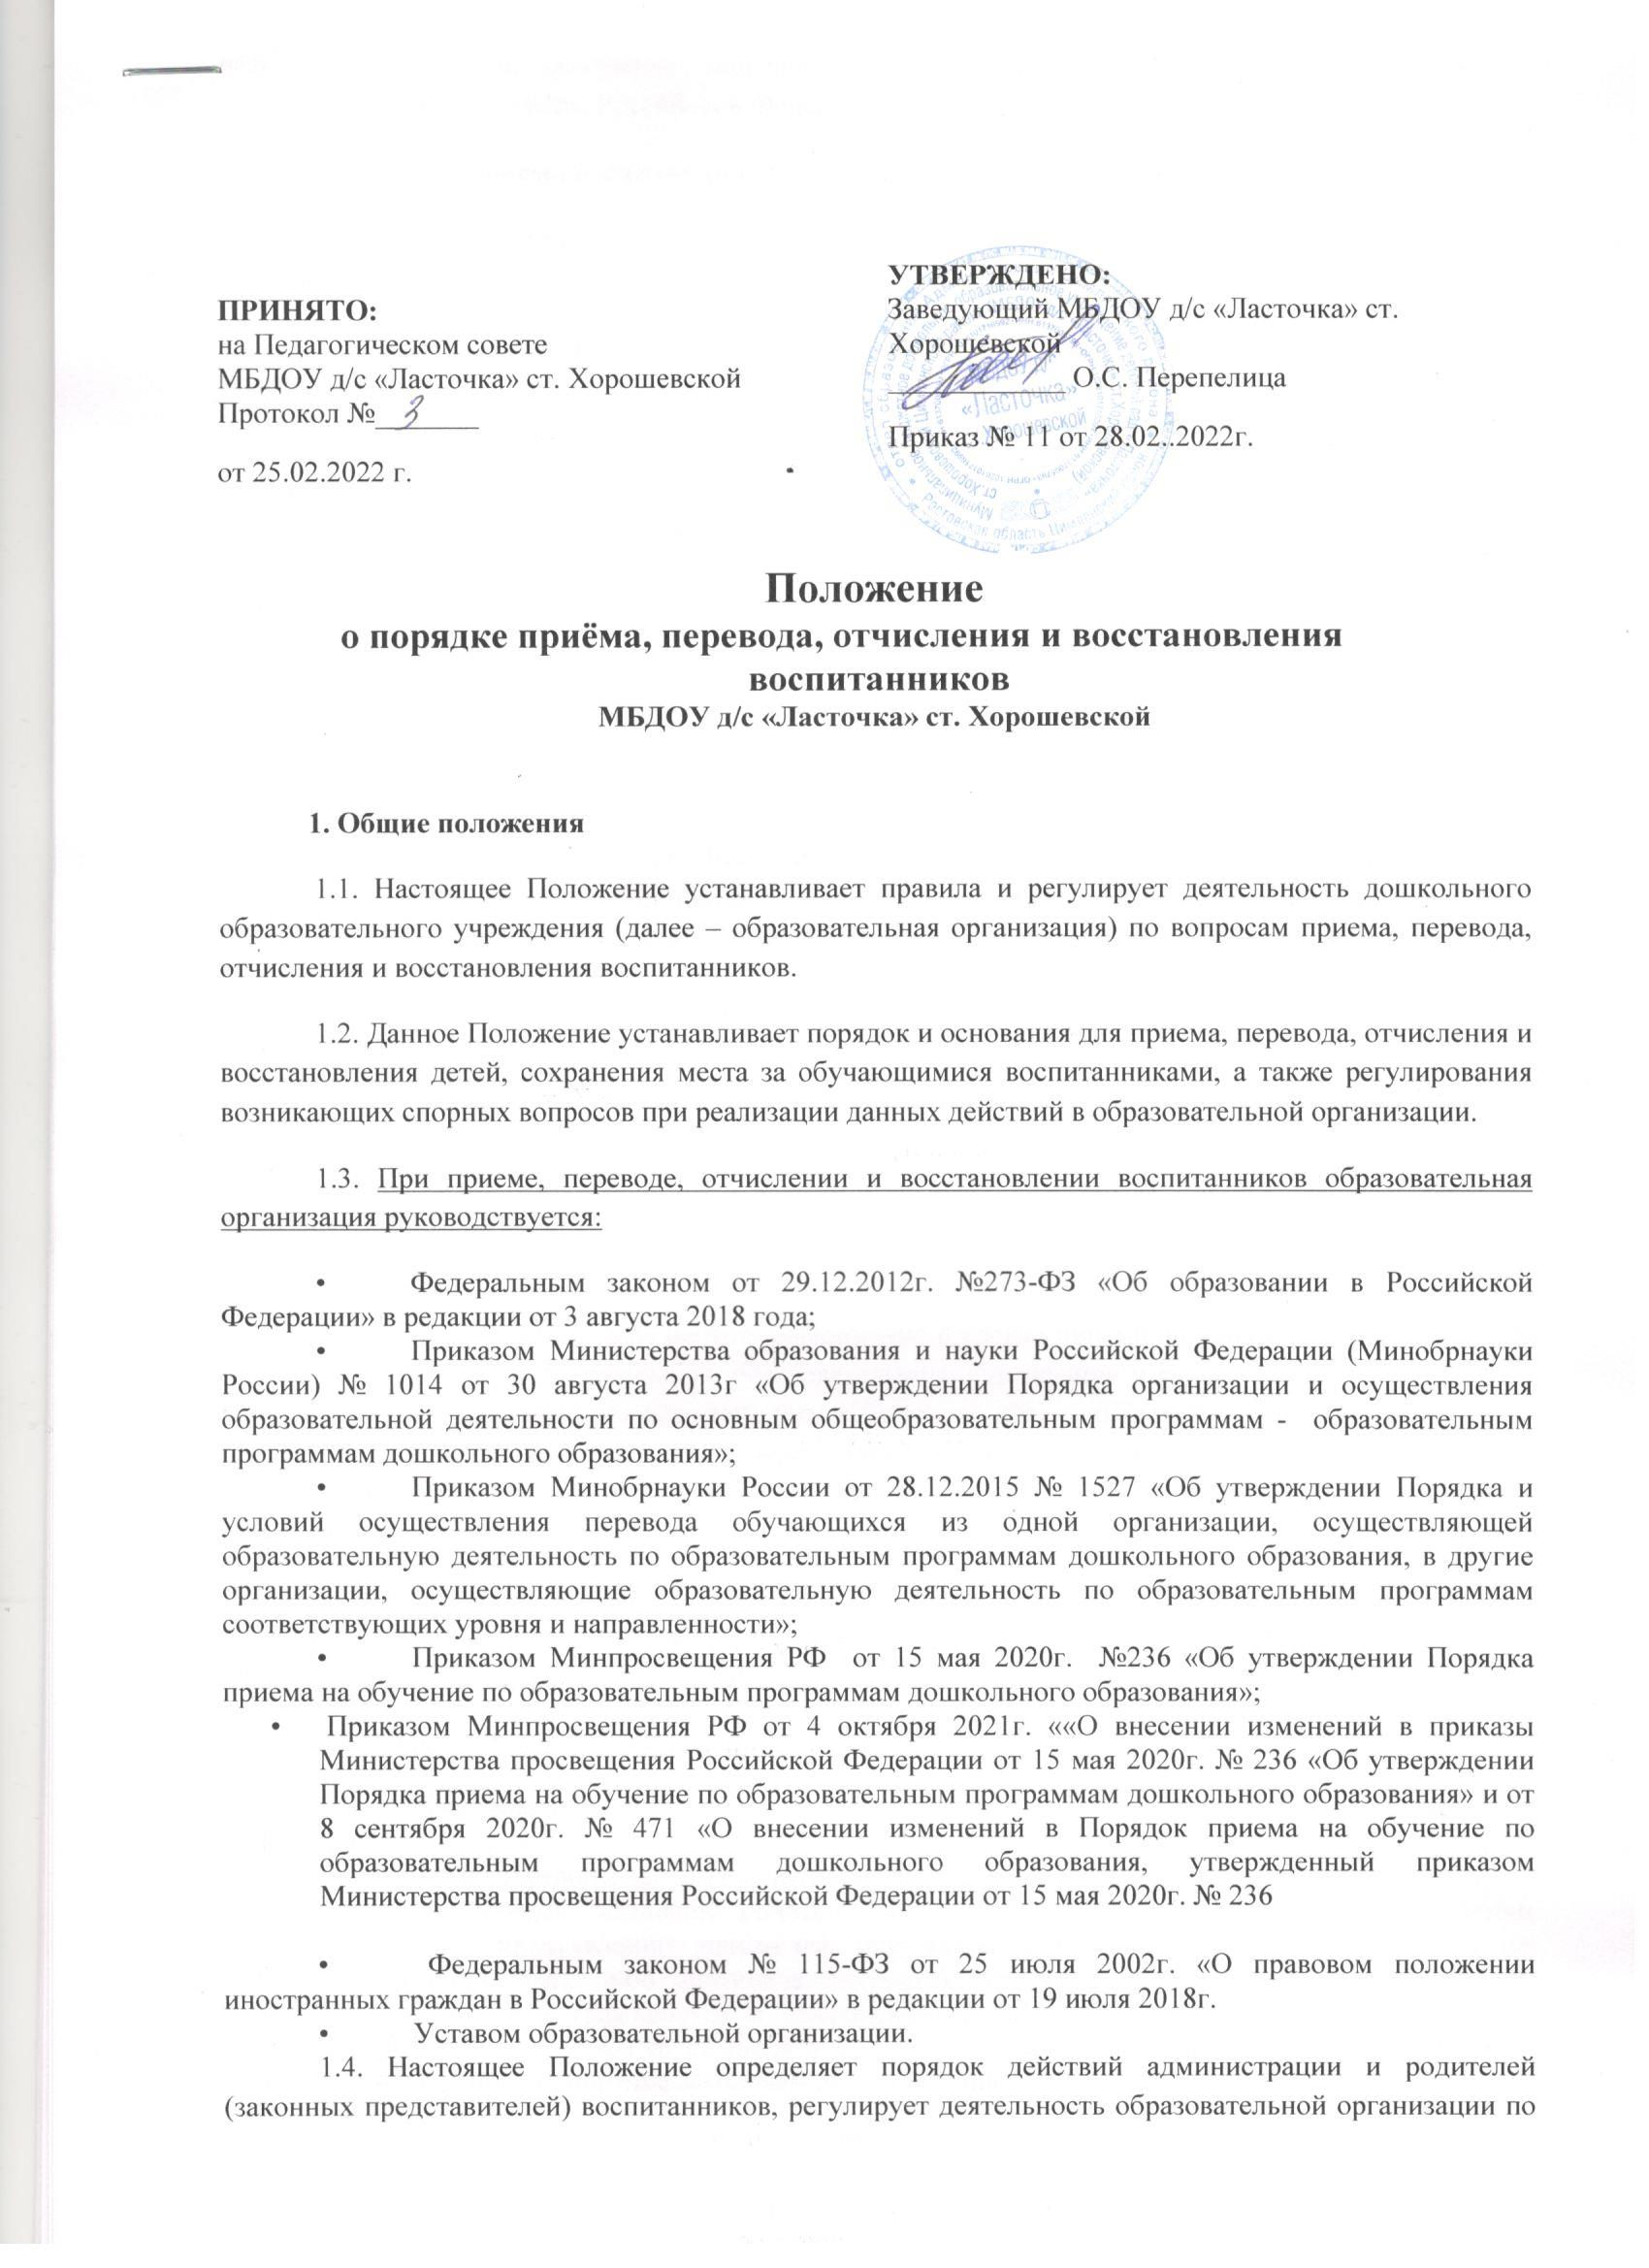 ПРИНЯТО:
на Педагогическом совете
МБДОУ д/с «Ласточка» ст. Хорошевской
Протокол № 3
от 25.02.2022 г.
УТВЕРЖДЕНО:
Заведующий МБДОУ д/с «Ласточка» ст.
Хорошевской
О.С. Перепелица
Приказ № 11 от 28.02..2022г.
«Ласточка»
Хорошевской
Положение
о порядке приёма, перевода, отчисления и восстановления
воспитанников
МБДОУ д/с «Ласточка» ст. Хорошевской
1. Общие положения
1.1. Настоящее Положение устанавливает правила и регулирует деятельность дошкольного
образовательного учреждения (далее – образовательная организация) по вопросам приема, перевода,
отчисления и восстановления воспитанников.
1.2. Данное Положение устанавливает порядок и основания для приема, перевода, отчисления и
восстановления детей, сохранения места за обучающимися воспитанниками, а также регулирования
возникающих спорных вопросов при реализации данных действий в образовательной организации.
1.3. При приеме, переводе, отчислении и восстановлении воспитанников образовательная
организация руководствуется:
• Федеральным законом от 29.12.2012г. №273-ФЗ «Об образовании в Российской
Федерации» в редакции от 3 августа 2018 года;
• Приказом Министерства образования и науки Российской Федерации (Минобрнауки
России) № 1014 от 30 августа 2013г «Об утверждении Порядка организации и осуществления
образовательной деятельности по основным общеобразовательным программам - образовательным
программам дошкольного образования»;
• Приказом Минобрнауки России от 28.12.2015 № 1527 «Об утверждении Порядка и
условий осуществления перевода обучающихся из одной организации, осуществляющей
образовательную деятельность по образовательным программам дошкольного образования, в другие
организации, осуществляющие образовательную деятельность по образовательным программам
соответствующих уровня и направленности»;
• Приказом Минпросвещения РФ от 15 мая 2020г. №236 «Об утверждении Порядка
приема на обучение по образовательным программам дошкольного образования»;
• Приказом Минпросвещения РФ от 4 октября 2021г. ««О внесении изменений в приказы
Министерства просвещения Российской Федерации от 15 мая 2020г. № 236 «Об утверждении
Порядка приема на обучение по образовательным программам дошкольного образования» и от
8 сентября 2020г. № 471 «О внесении изменений в Порядок приема на обучение по
образовательным программам дошкольного образования, утвержденный приказом
Министерства просвещения Российской Федерации от 15 мая 2020г. № 236
• Федеральным законом № 115-ФЗ от 25 июля 2002г. «О правовом положении
иностранных граждан в Российской Федерации» в редакции от 19 июля 2018г.
• Уставом образовательной организации.
1.4. Настоящее Положение определяет порядок действий администрации и родителей
(законных представителей) воспитанников, регулирует деятельность образовательной организации по